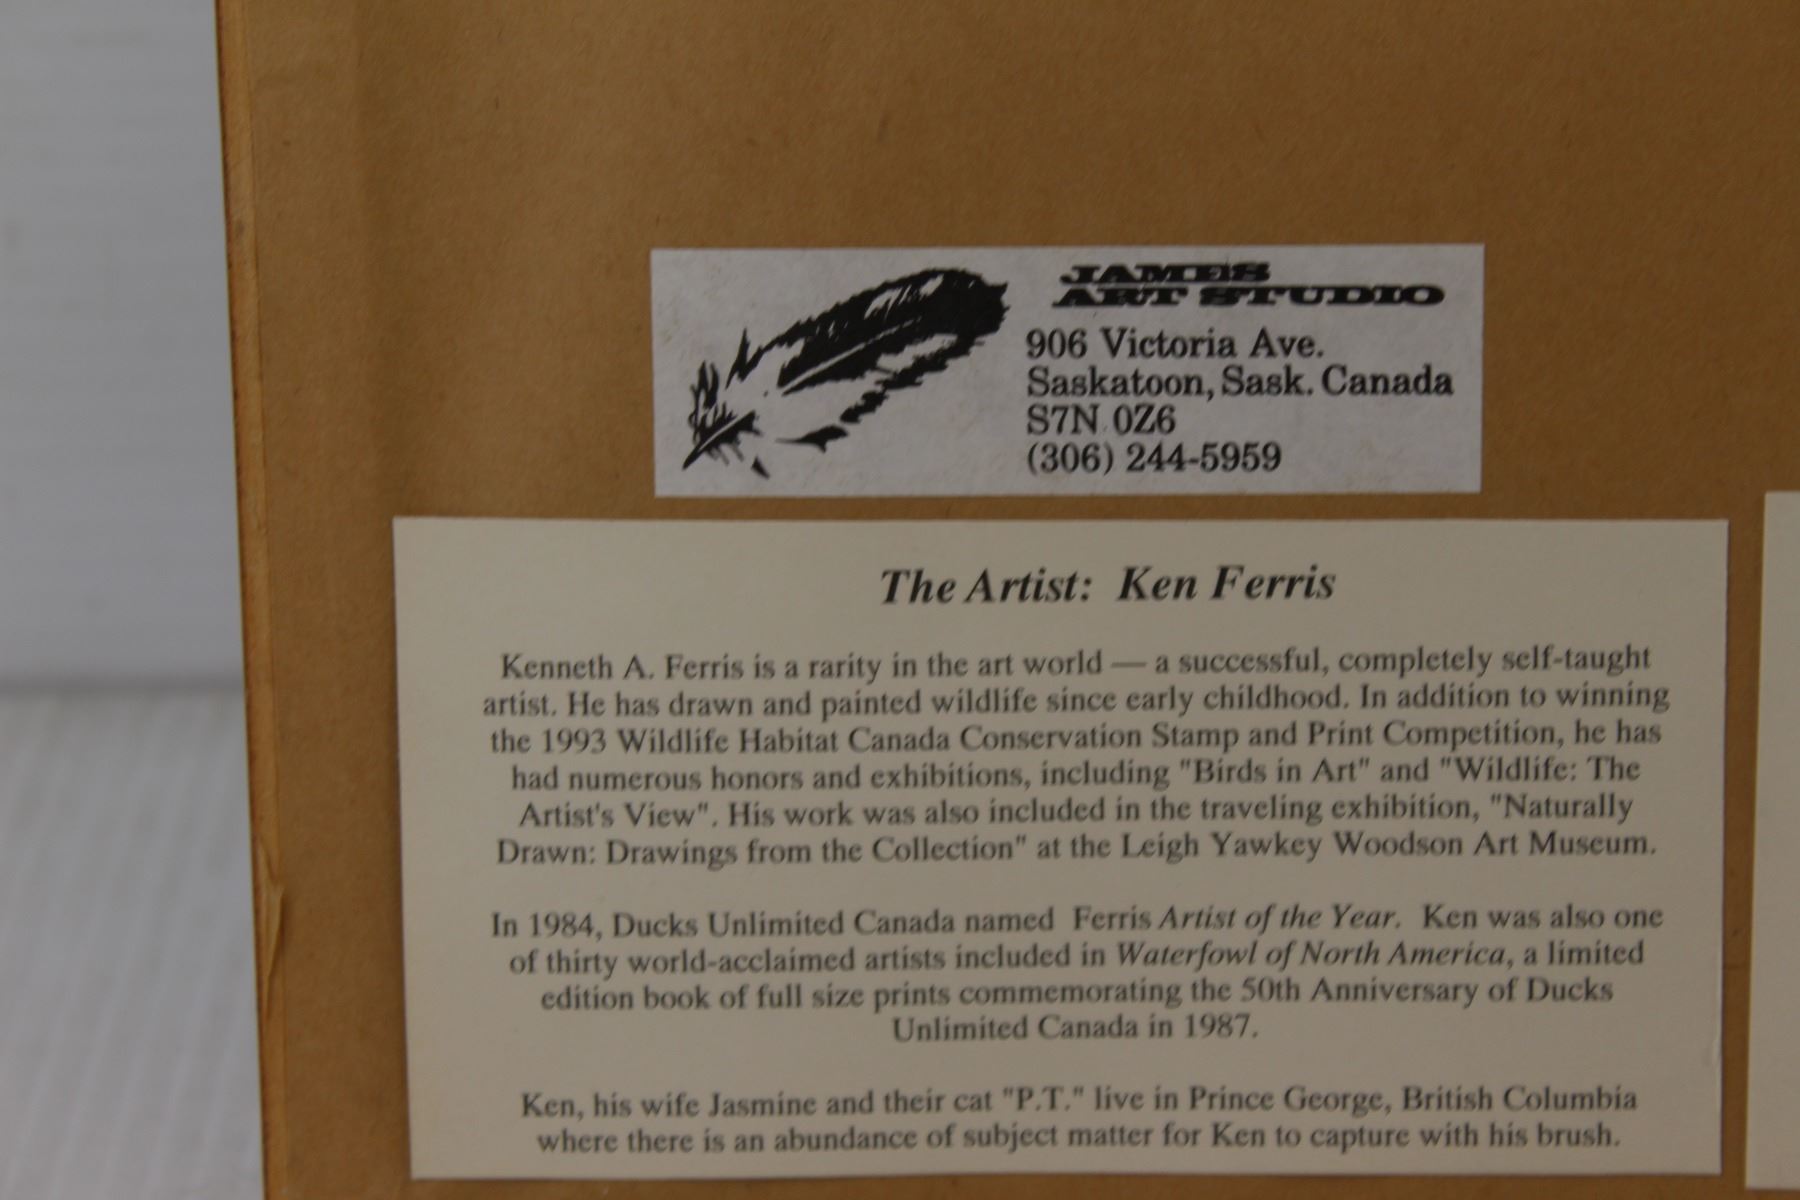 JAMES
ART STUDIO
906 Victoria Ave.
Saskatoon, Sask. Canada
S7N 0Z6
(306) 244-5959
The Artist: Ken Ferris
Kenneth A. Ferris is a rarity in the art world — a successful, completely self-taught
artist. He has drawn and painted wildlife since early childhood. In addition to winning
the 1993 Wildlife Habitat Canada Conservation Stamp and Print Competition, he has
had numerous honors and exhibitions, including "Birds in Art" and "Wildlife: The
Artist's View". His work was also included in the traveling exhibition, "Naturally
Drawn: Drawings from the Collection" at the Leigh Yawkey Woodson Art Museum.
In 1984, Ducks Unlimited Canada named Ferris Artist of the Year. Ken was also one
of thirty world-acclaimed artists included in Waterfowl of North America, a limited
edition book of full size prints commemorating the 50th Anniversary of Ducks
Unlimited Canada in 1987.
Ken, his wife Jasmine and their cat "P.T." live in Prince George, British Columbia
where there is an abundance of subject matter for Ken to capture with his brush.